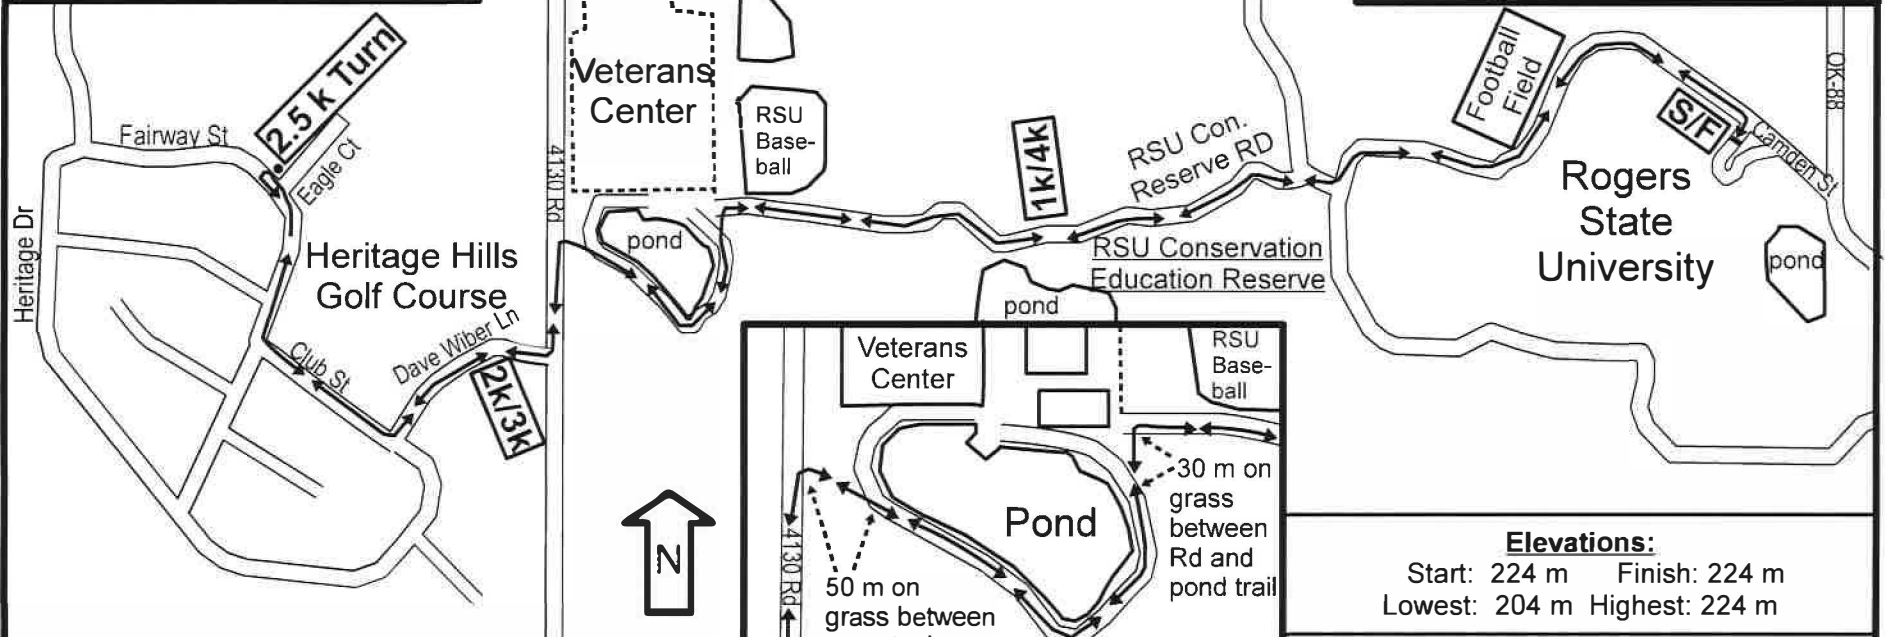 2.5 k Turn
Fairway St
Eagle Ct
Heritage Dr
Heritage Hills
Golf Course
Club St
Dave Wiber Ln
2k/3k
4130 Rd
Veterans
Center
RSU
Base-
ball
pond
1k/4k
RSU Con.
Reserve RD
RSU Conservation
Education Reserve
pond
Football
Field
S/F
Camden St
OK-88
Rogers
State
University
pond
N
Veterans
Center
RSU
Base-
ball
Pond
30 m on
grass
between
Rd and
pond trail
4130 Rd
50 m on
grass between
Elevations:
Start: 224 m Finish: 224 m
Lowest: 204 m Highest: 224 m